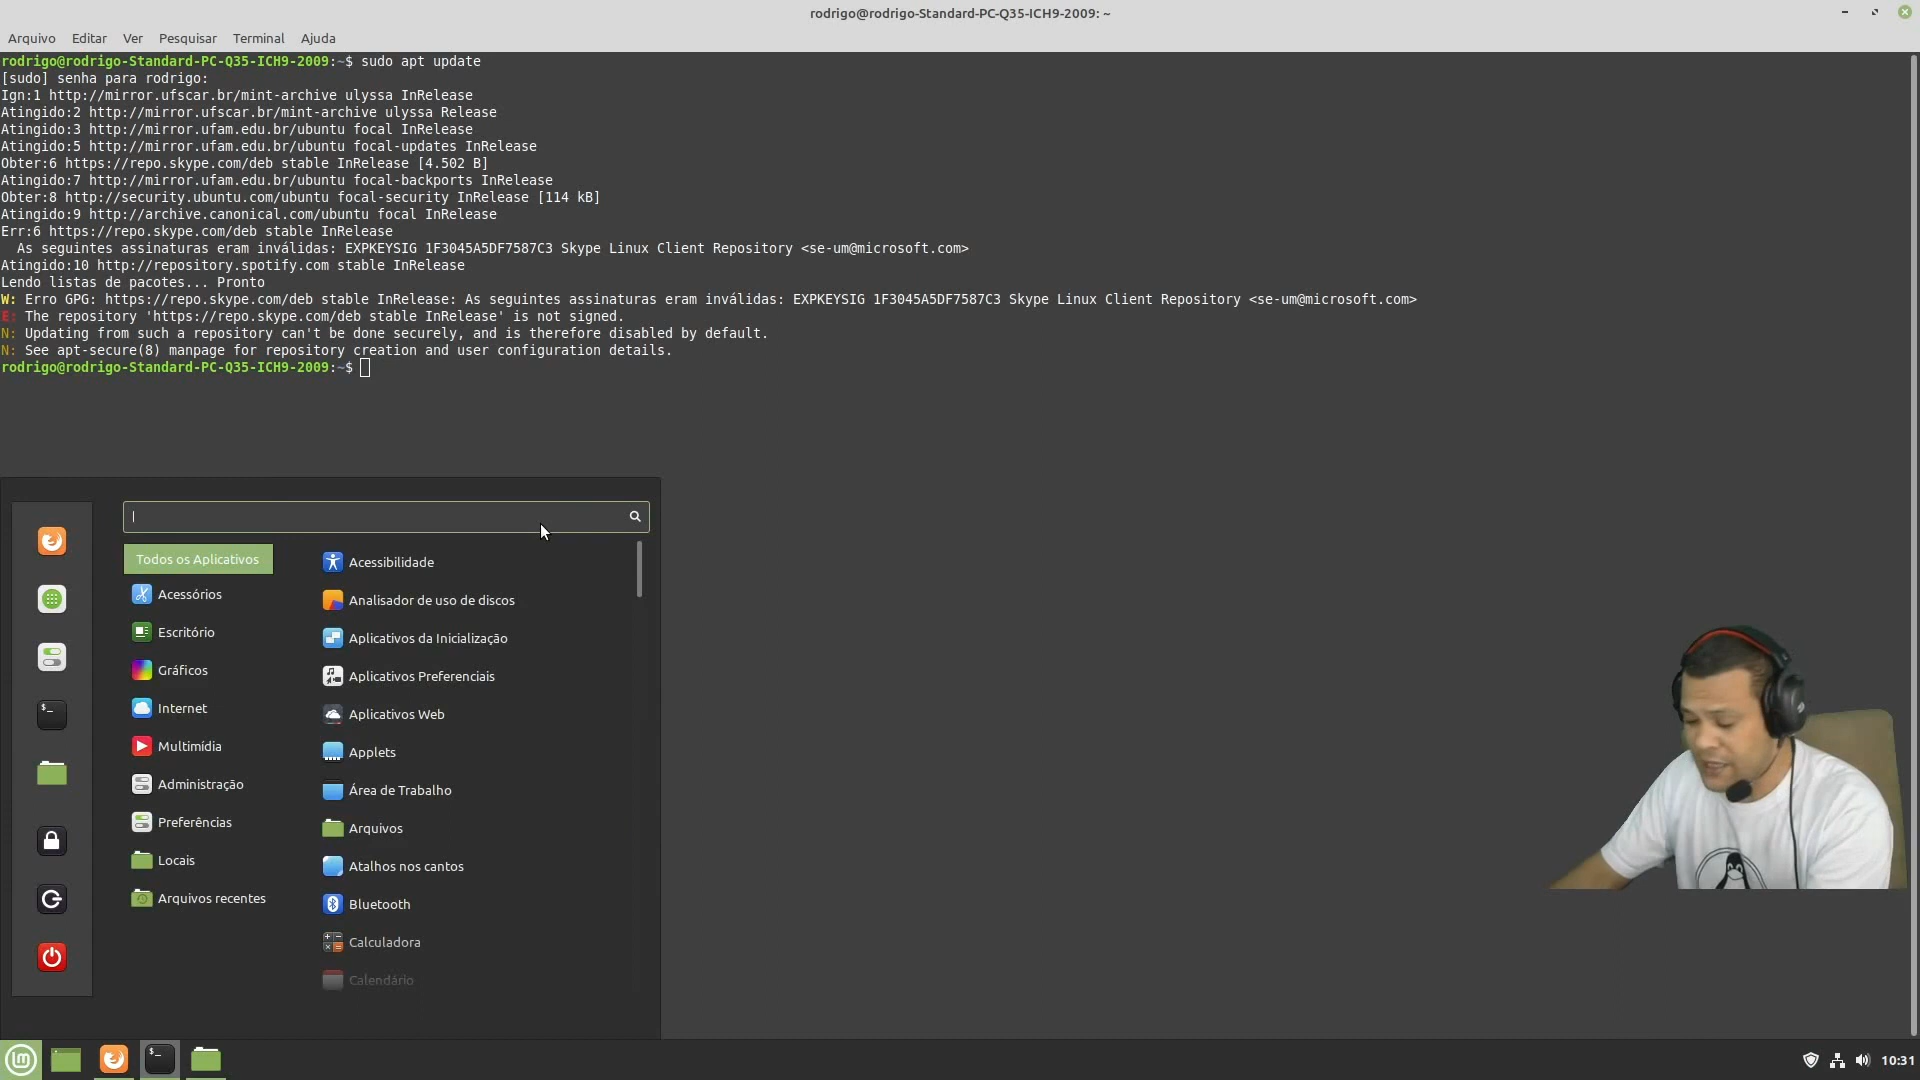 rodrigo@rodrigo-Standard-PC-Q35-ICH9-2009: ~
Arquivo Editar Ver Pesquisar Terminal Ajuda
rodrigo@rodrigo-Standard-PC-Q35-ICH9-2009:~$ sudo apt update
[sudo] senha para rodrigo:
Ign:1 http://mirror.ufscar.br/mint-archive ulyssa InRelease
Atingido:2 http://mirror.ufscar.br/mint-archive ulyssa Release
Atingido:3 http://mirror.ufam.edu.br/ubuntu focal InRelease
Atingido:5 http://mirror.ufam.edu.br/ubuntu focal-updates InRelease
Obter:6 https://repo.skype.com/deb stable InRelease [4.502 B]
Atingido:7 http://mirror.ufam.edu.br/ubuntu focal-backports InRelease
Obter:8 http://security.ubuntu.com/ubuntu focal-security InRelease [114 kB]
Atingido:9 http://archive.canonical.com/ubuntu focal InRelease
Err:6 https://repo.skype.com/deb stable InRelease
As seguintes assinaturas eram inválidas: EXPKEYSIG 1F3045A5DF7587C3 Skype Linux Client Repository <se-um@microsoft.com>
Atingido:10 http://repository.spotify.com stable InRelease
Lendo listas de pacotes... Pronto
W: Erro GPG: https://repo.skype.com/deb stable InRelease: As seguintes assinaturas eram inválidas: EXPKEYSIG 1F3045A5DF7587C3 Skype Linux Client Repository <se-um@microsoft.com>
E: The repository 'https://repo.skype.com/deb stable InRelease' is not signed.
N: Updating from such a repository can't be done securely, and is therefore disabled by default.
N: See apt-secure(8) manpage for repository creation and user configuration details.
rodrigo@rodrigo-Standard-PC-Q35-ICH9-2009:~$
Todos os Aplicativos
Acessórios
Escritório
Gráficos
Internet
Multimídia
Administração
Preferências
Locais
Arquivos recentes
Acessibilidade
Analisador de uso de discos
Aplicativos da Inicialização
Aplicativos Preferenciais
Aplicativos Web
Applets
Área de Trabalho
Arquivos
Atalhos nos cantos
Bluetooth
Calculadora
Calendário
10:31